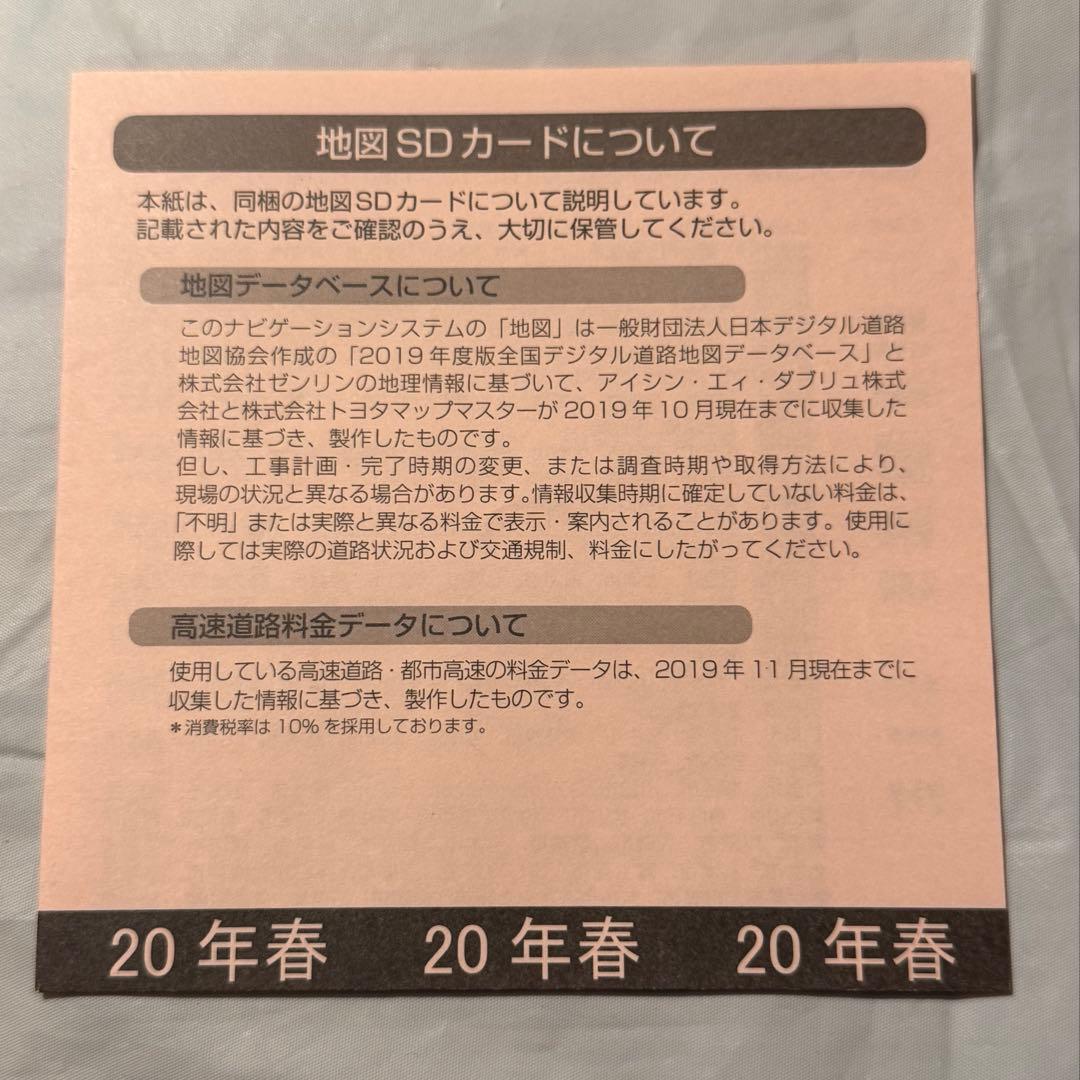 地図SDカードについて
本紙は、同梱の地図SDカードについて説明しています。
記載された内容をご確認のうえ、大切に保管してください。
地図データベースについて
このナビゲーションシステムの「地図」は一般財団法人日本デジタル道路
地図協会作成の「2019年度版全国デジタル道路地図データベース」と
株式会社ゼンリンの地理情報に基づいて、アイシン・エィ・ダブリュ株式
会社と株式会社トヨタマップマスターが2019年10月現在までに収集した
情報に基づき、製作したものです。
但し、工事計画・完了時期の変更、または調査時期や取得方法により、
現場の状況と異なる場合があります。情報収集時期に確定していない料金は、
「不明」または実際と異なる料金で表示・案内されることがあります。使用に
際しては実際の道路状況および交通規制、料金にしたがってください。
高速道路料金データについて
使用している高速道路・都市高速の料金データは、2019年11月現在までに
収集した情報に基づき、製作したものです。
＊消費税率は10%を採用しております。
20年春 20年春 20年春